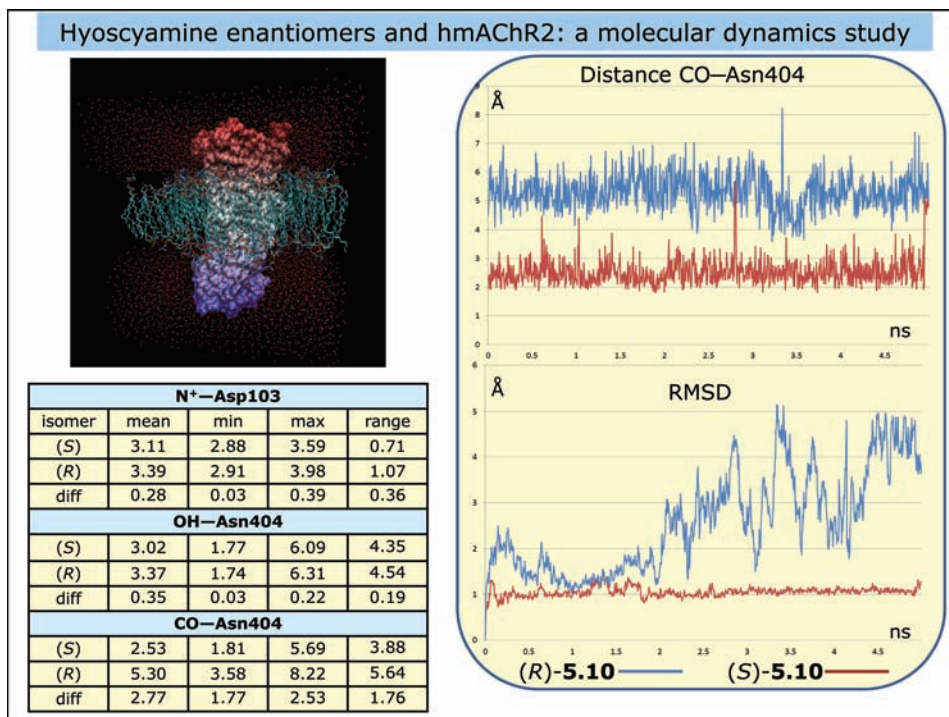 Hyoscyamine enantiomers and hmAChR2: a molecular dynamics study
N⁺—Asp103
isomer mean min max range
(S) 3.11 2.88 3.59 0.71
(R) 3.39 2.91 3.98 1.07
diff 0.28 0.03 0.39 0.36
OH—Asn404
(S) 3.02 1.77 6.09 4.35
(R) 3.37 1.74 6.31 4.54
diff 0.35 0.03 0.22 0.19
CO—Asn404
(S) 2.53 1.81 5.69 3.88
(R) 5.30 3.58 8.22 5.64
diff 2.77 1.77 2.53 1.76
Distance CO—Asn404
Å
9
8
7
6
5
4
3
2
1
0
ns
0 0.5 1 1.5 2 2.5 3 3.5 4 4.5
RMSD
Å
6
5
4
3
2
1
0
ns
0 0.5 1 1.5 2 2.5 3 3.5 4 4.5
(R)-5.10 (S)-5.10